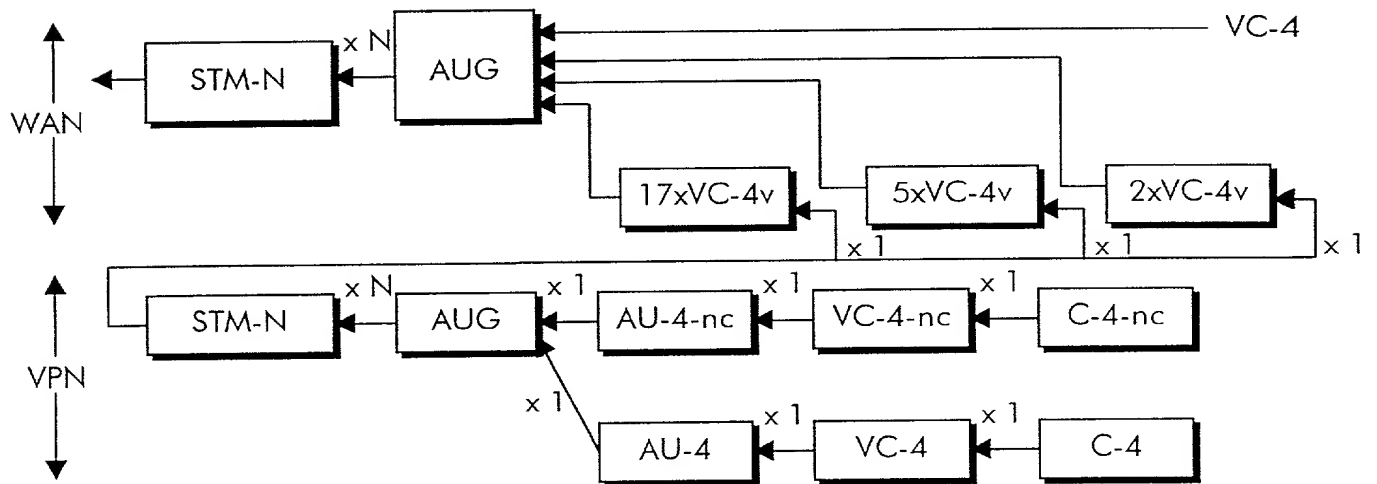 VC-4
x N
STM-N
AUG
WAN
17xVC-4v
5xVC-4v
2xVC-4v
x 1
x 1
x 1
x N
x 1
x 1
x 1
STM-N
AUG
AU-4-nc
VC-4-nc
C-4-nc
VPN
x 1
x 1
x 1
AU-4
VC-4
C-4